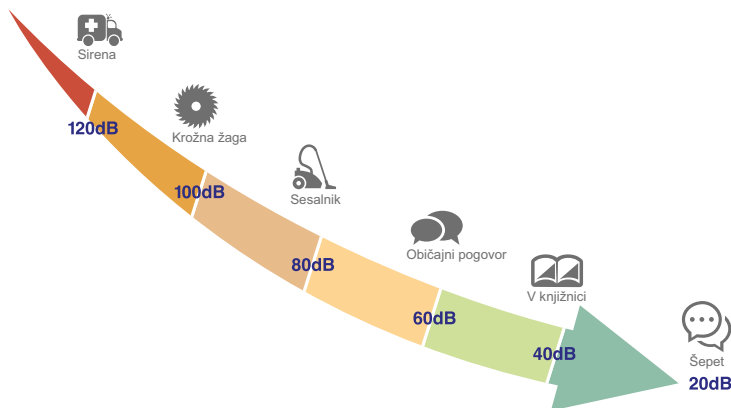 Sirena
120dB
Krožna žaga
100dB
Sesalnik
80dB
Običajni pogovor
60dB
V knjižnici
40dB
Šepet
20dB